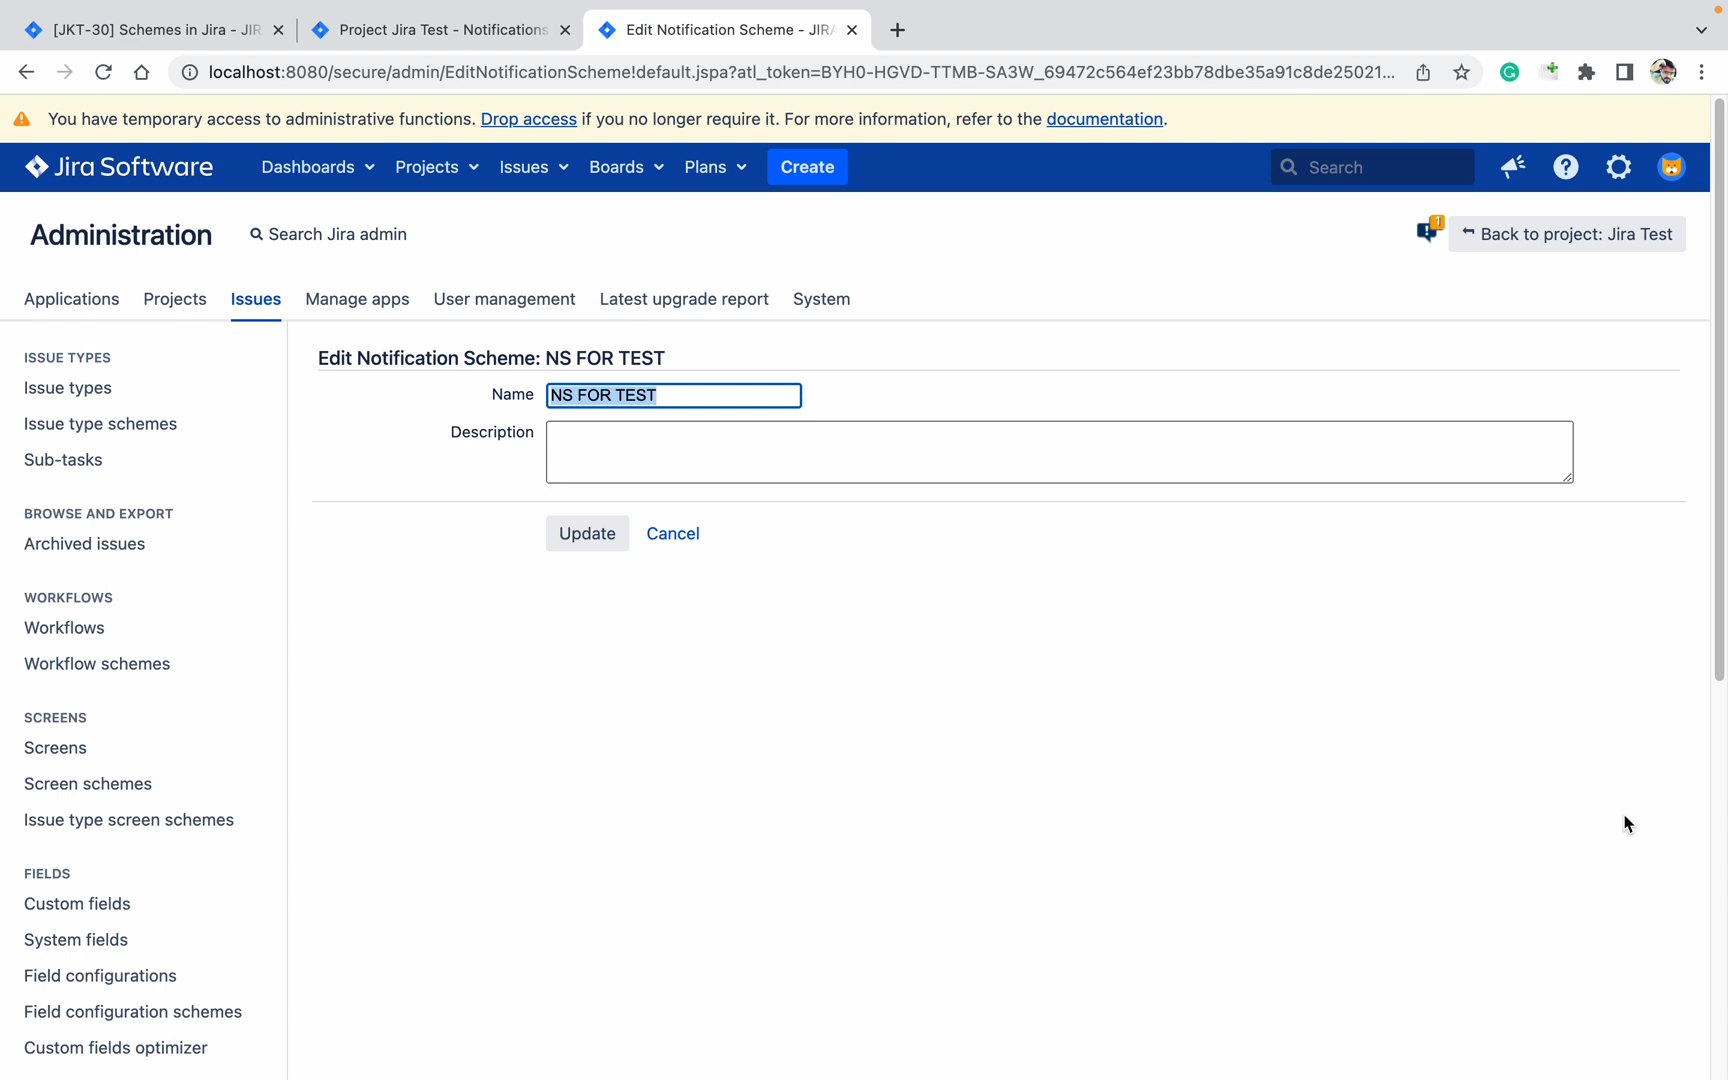 [JKT-30] Schemes in Jira - JIR
Project Jira Test - Notifications
Edit Notification Scheme - JIRA
localhost:8080/secure/admin/EditNotificationScheme!default.jspa?atl_token=BYH0-HGVD-TTMB-SA3W_69472c564ef23bb78dbe35a91c8de25021...
You have temporary access to administrative functions. Drop access if you no longer require it. For more information, refer to the documentation.
Jira Software Dashboards Projects Issues Boards Plans Create Search
Administration Search Jira admin 1 Back to project: Jira Test
Applications Projects Issues Manage apps User management Latest upgrade report System
ISSUE TYPES
Issue types
Issue type schemes
Sub-tasks
BROWSE AND EXPORT
Archived issues
WORKFLOWS
Workflows
Workflow schemes
SCREENS
Screens
Screen schemes
Issue type screen schemes
FIELDS
Custom fields
System fields
Field configurations
Field configuration schemes
Custom fields optimizer
Edit Notification Scheme: NS FOR TEST
Name NS FOR TEST
Description
Update Cancel